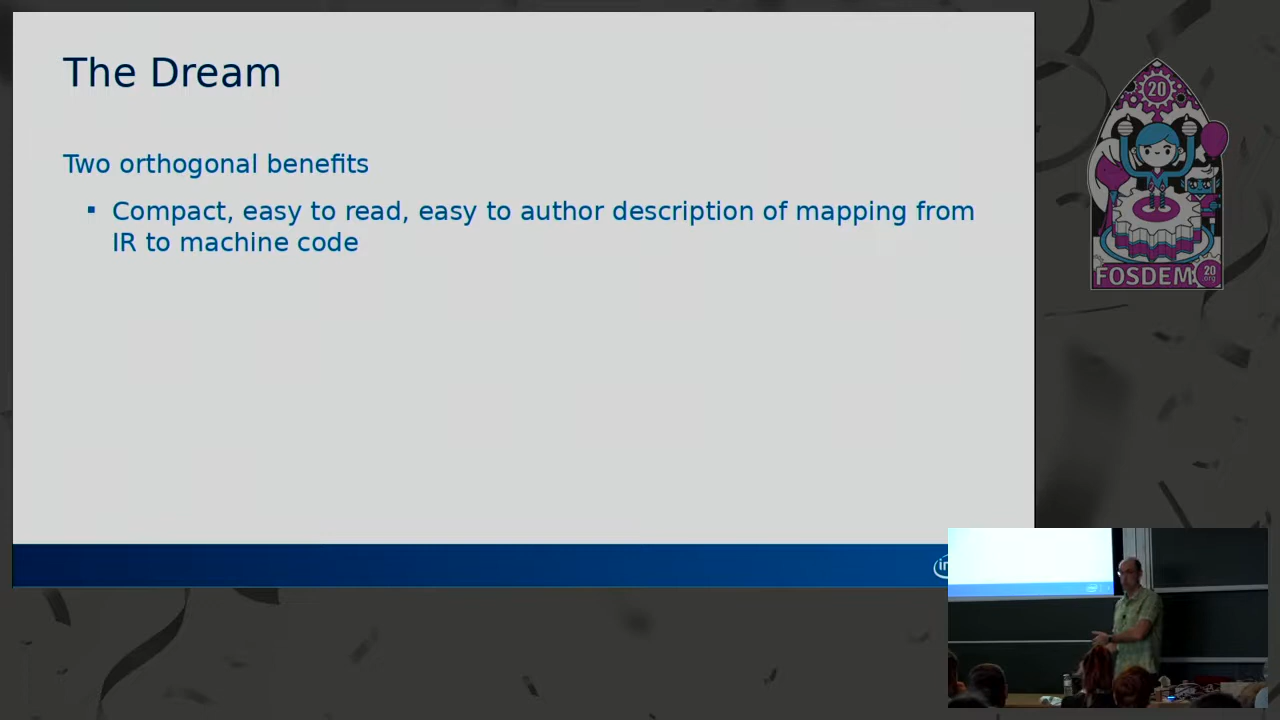 The Dream
Two orthogonal benefits
▪ Compact, easy to read, easy to author description of mapping from
IR to machine code
20
FOSDEM
20
.org